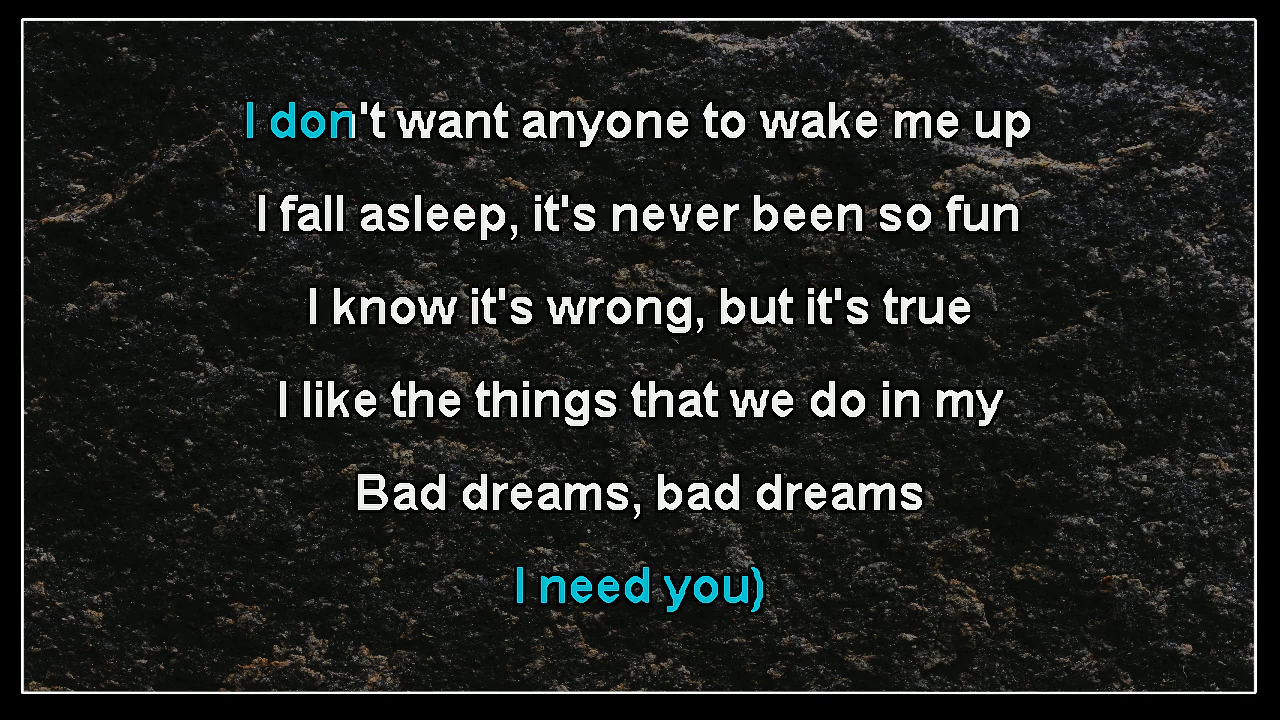 I don't want anyone to wake me up
I fall asleep, it's never been so fun
I know it's wrong, but it's true
I like the things that we do in my
Bad dreams, bad dreams
I need you)